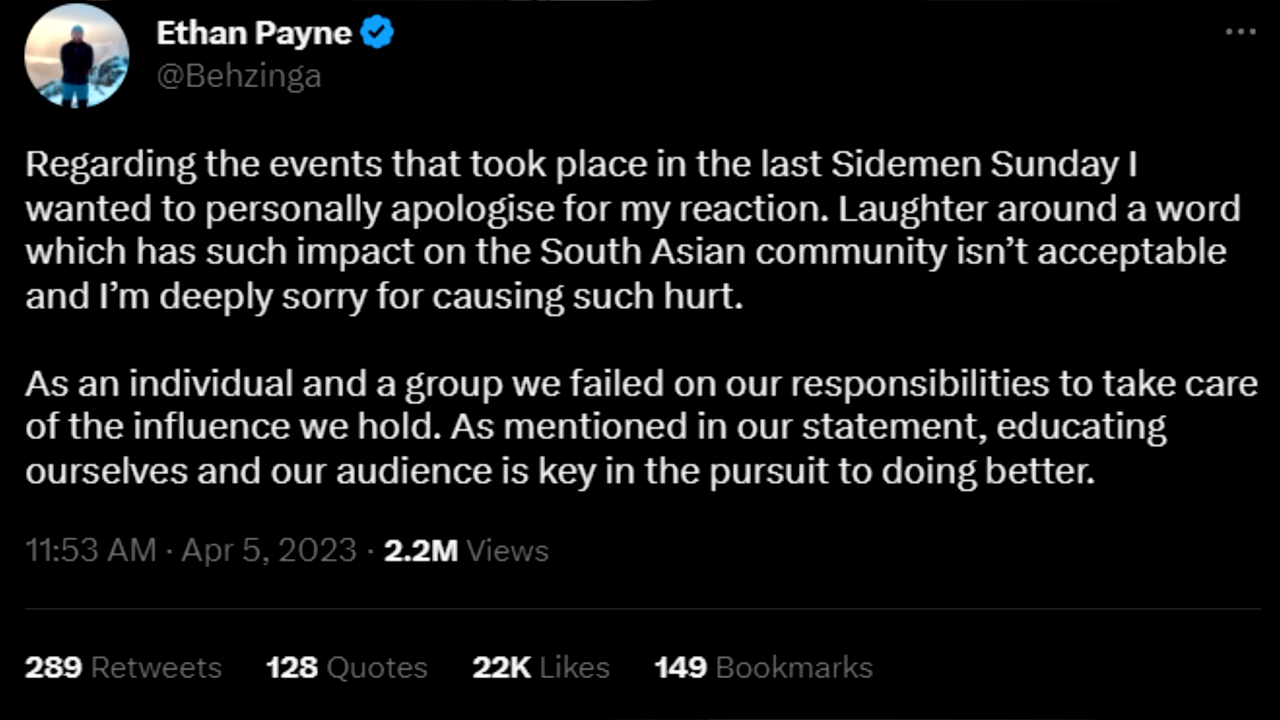 Ethan Payne
@Behzinga
Regarding the events that took place in the last Sidemen Sunday I
wanted to personally apologise for my reaction. Laughter around a word
which has such impact on the South Asian community isn’t acceptable
and I’m deeply sorry for causing such hurt.
As an individual and a group we failed on our responsibilities to take care
of the influence we hold. As mentioned in our statement, educating
ourselves and our audience is key in the pursuit to doing better.
11:53 AM · Apr 5, 2023 · 2.2M Views
289 Retweets 128 Quotes 22K Likes 149 Bookmarks